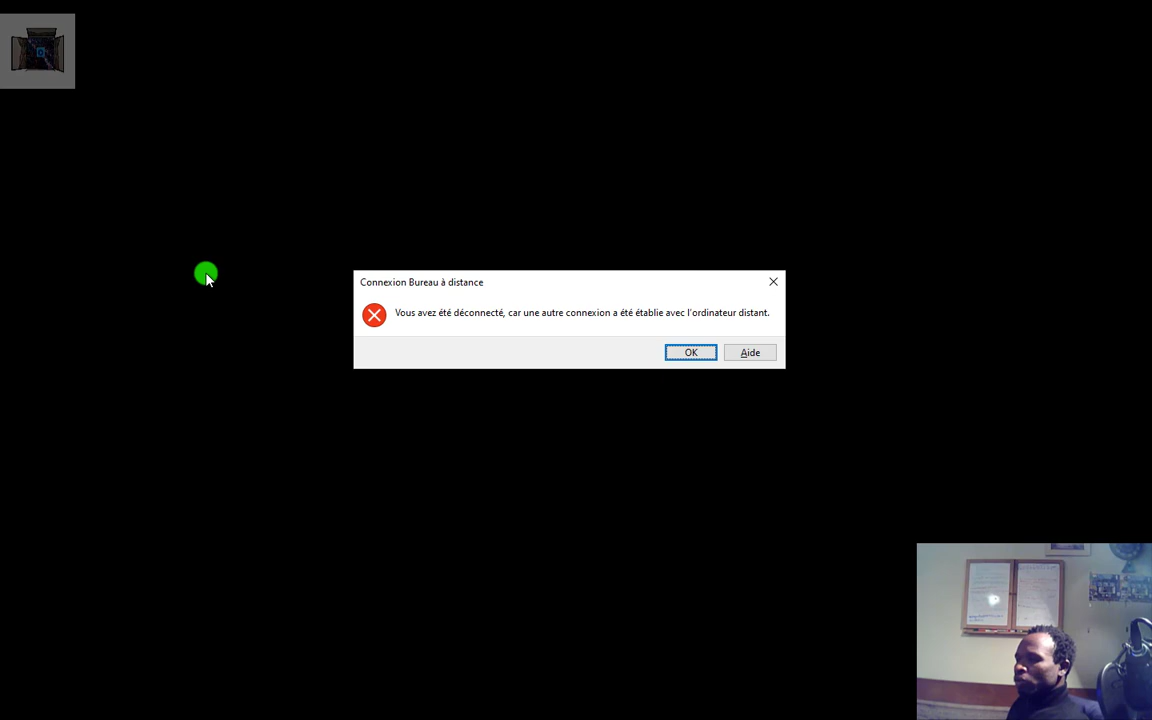 Connexion Bureau à distance
Vous avez été déconnecté, car une autre connexion a été établie avec l'ordinateur distant.
OK
Aide